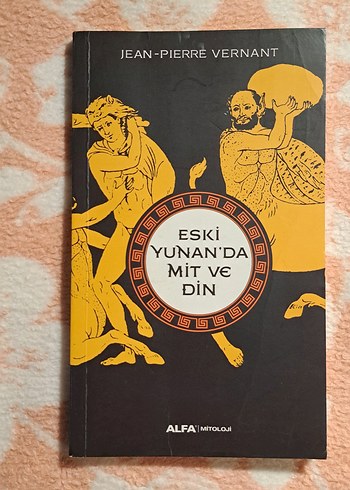 JEAN-PIERRE VERNANT
ESKİ
YUNAN'DA
MİT VE
DİN
ALFA | MİTOLOJİ